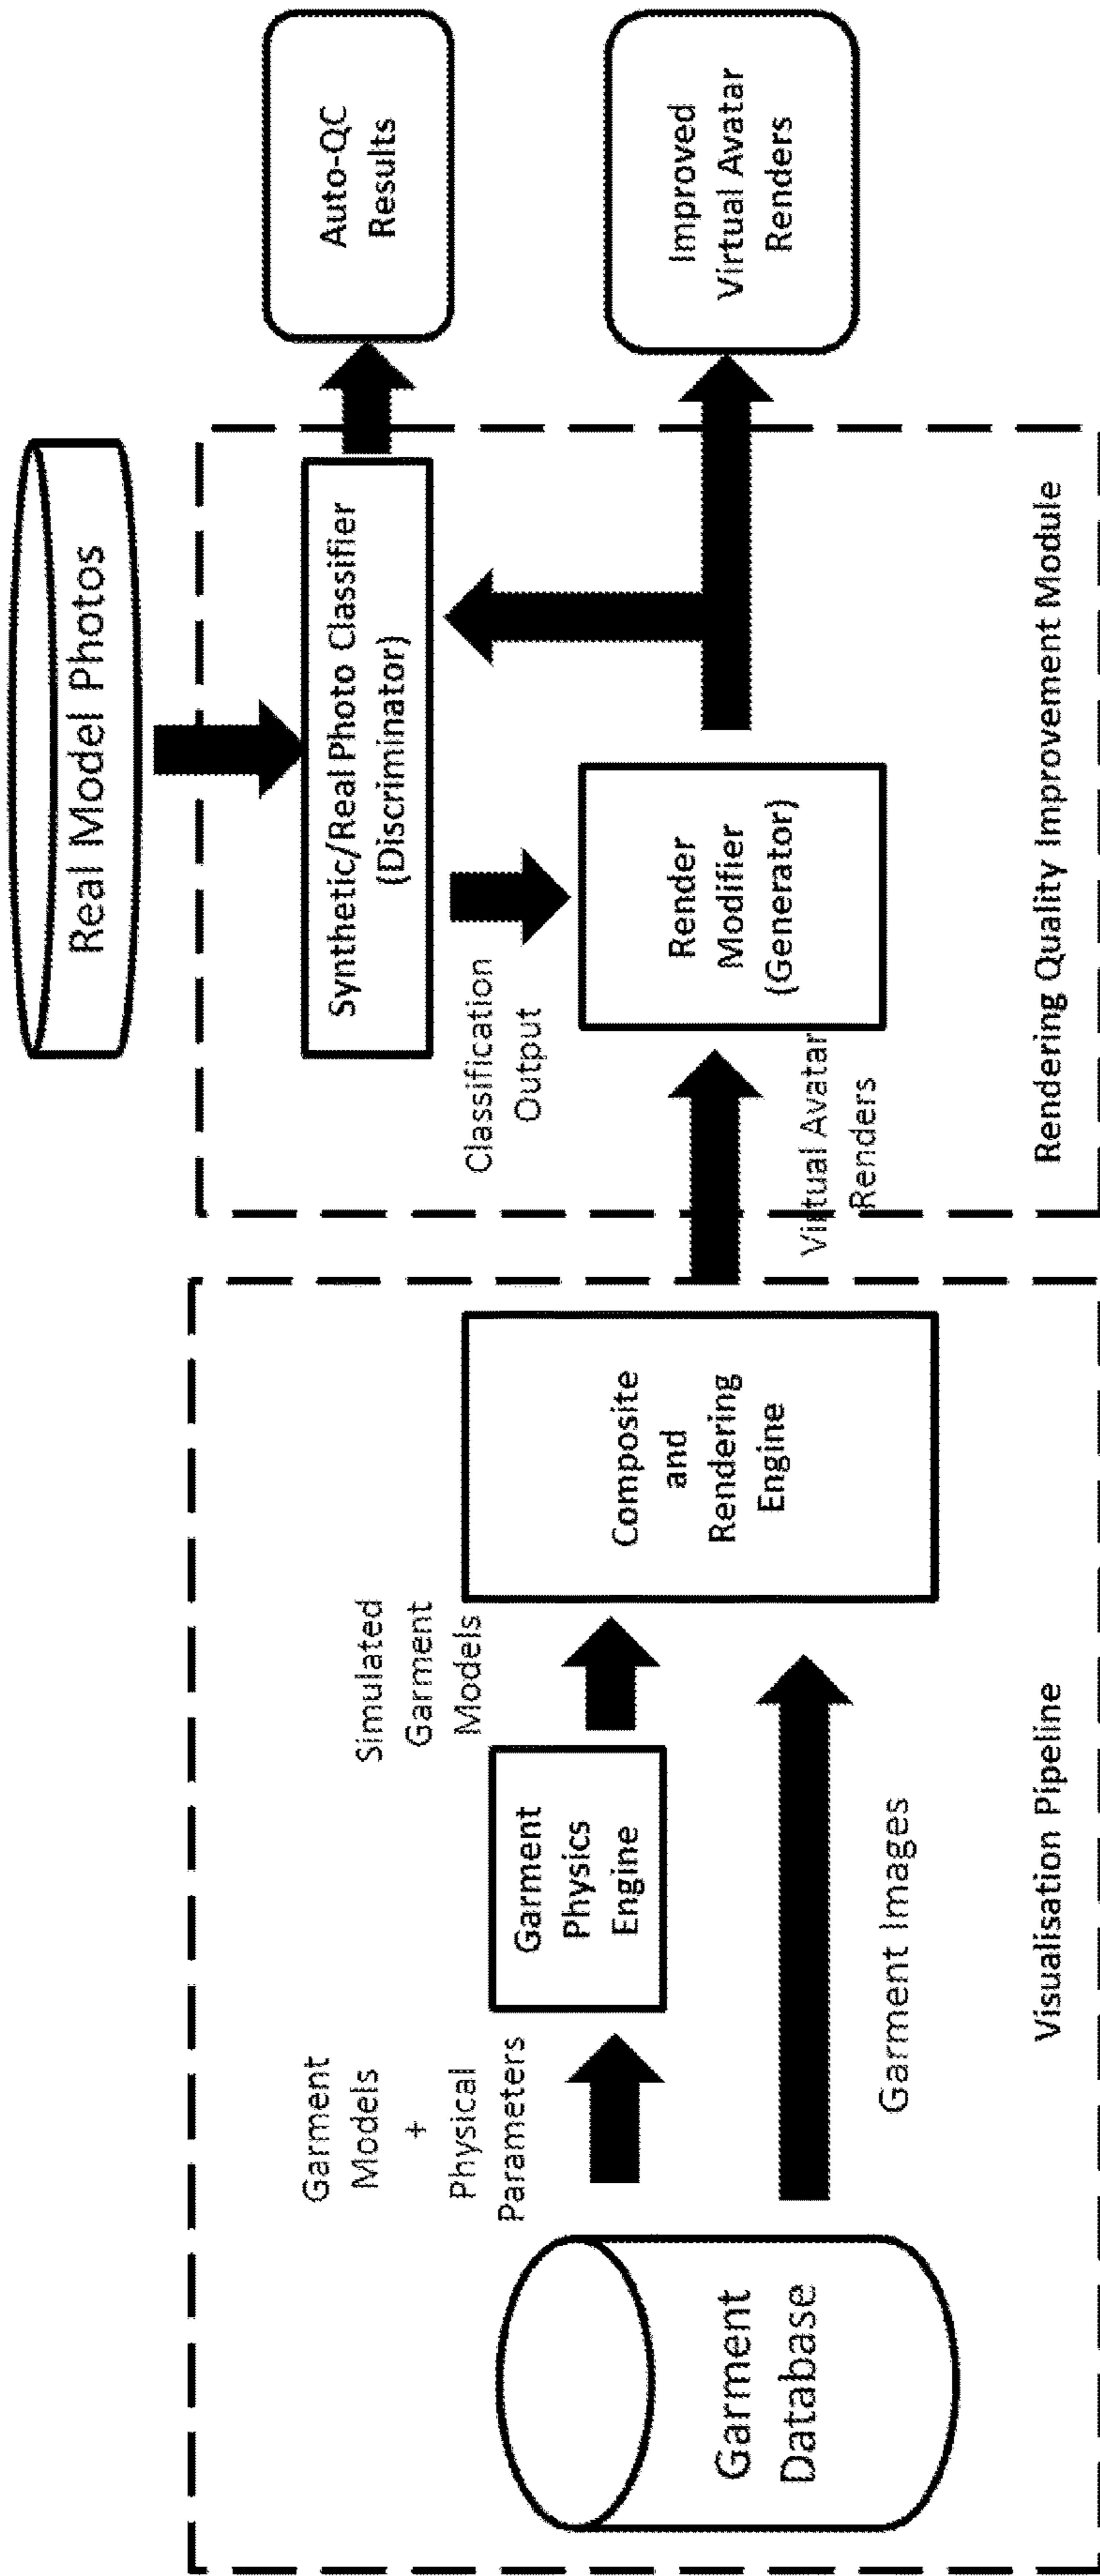 Real Model Photos
Auto-QC
Results
Synthetic/Real Photo Classifier
(Discriminator)
Classification
Output
Improved
Virtual Avatar
Renders
Render
Modifier
(Generator)
Virtual Avatar
Renders
Rendering Quality Improvement Module
Garment
Models
+
Physical
Parameters
Garment
Physics
Engine
Simulated
Garment
Models
Composite
and
Rendering
Engine
Garment
Database
Garment Images
Visualisation Pipeline